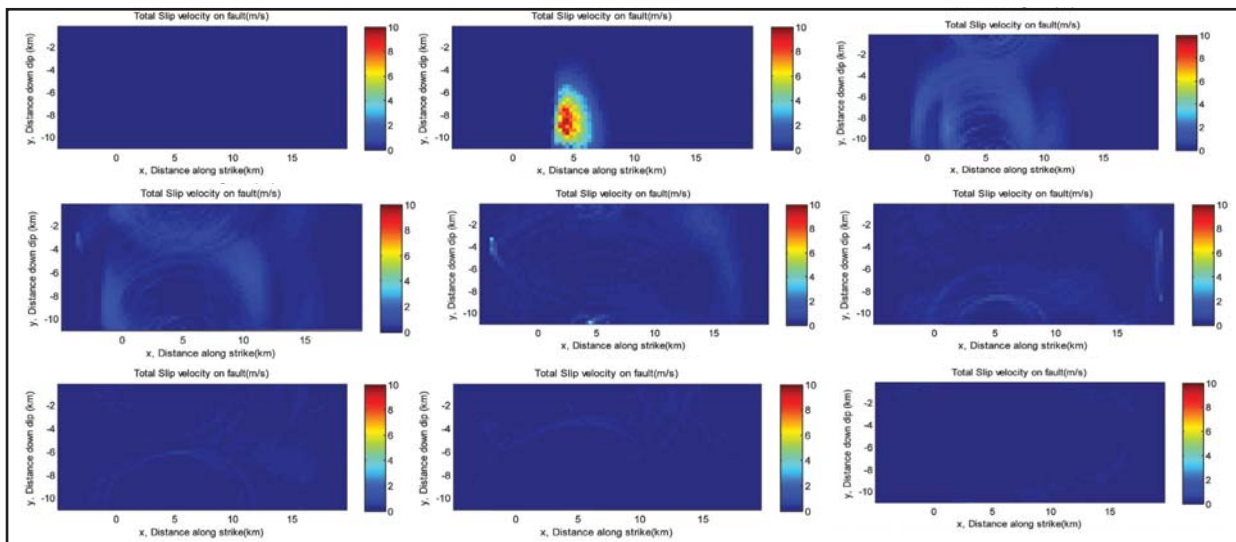 Total Slip velocity on fault(m/s)
y, Distance down dip (km)
-2
-4
-6
-8
-10
0 5 10 15
x, Distance along strike(km)
10
8
6
4
2
0
Total Slip velocity on fault(m/s)
y, Distance down dip (km)
-2
-4
-6
-8
-10
0 5 10 15
x, Distance along strike(km)
10
8
6
4
2
0
Total Slip velocity on fault(m/s)
y, Distance down dip (km)
-2
-4
-6
-8
-10
0 5 10 15
x, Distance along strike(km)
10
8
6
4
2
0
Total Slip velocity on fault(m/s)
y, Distance down dip (km)
-2
-4
-6
-8
-10
0 5 10 15
x, Distance along strike(km)
10
8
6
4
2
0
Total Slip velocity on fault(m/s)
y, Distance down dip (km)
-2
-4
-6
-8
-10
0 5 10 15
x, Distance along strike(km)
10
8
6
4
2
0
Total Slip velocity on fault(m/s)
y, Distance down dip (km)
-2
-4
-6
-8
-10
0 5 10 15
x, Distance along strike(km)
10
8
6
4
2
0
Total Slip velocity on fault(m/s)
y, Distance down dip (km)
-2
-4
-6
-8
-10
0 5 10 15
x, Distance along strike(km)
10
8
6
4
2
0
Total Slip velocity on fault(m/s)
y, Distance down dip (km)
-2
-4
-6
-8
-10
0 5 10 15
x, Distance along strike(km)
10
8
6
4
2
0
Total Slip velocity on fault(m/s)
y, Distance down dip (km)
-2
-4
-6
-8
-10
0 5 10 15
x, Distance along strike(km)
10
8
6
4
2
0